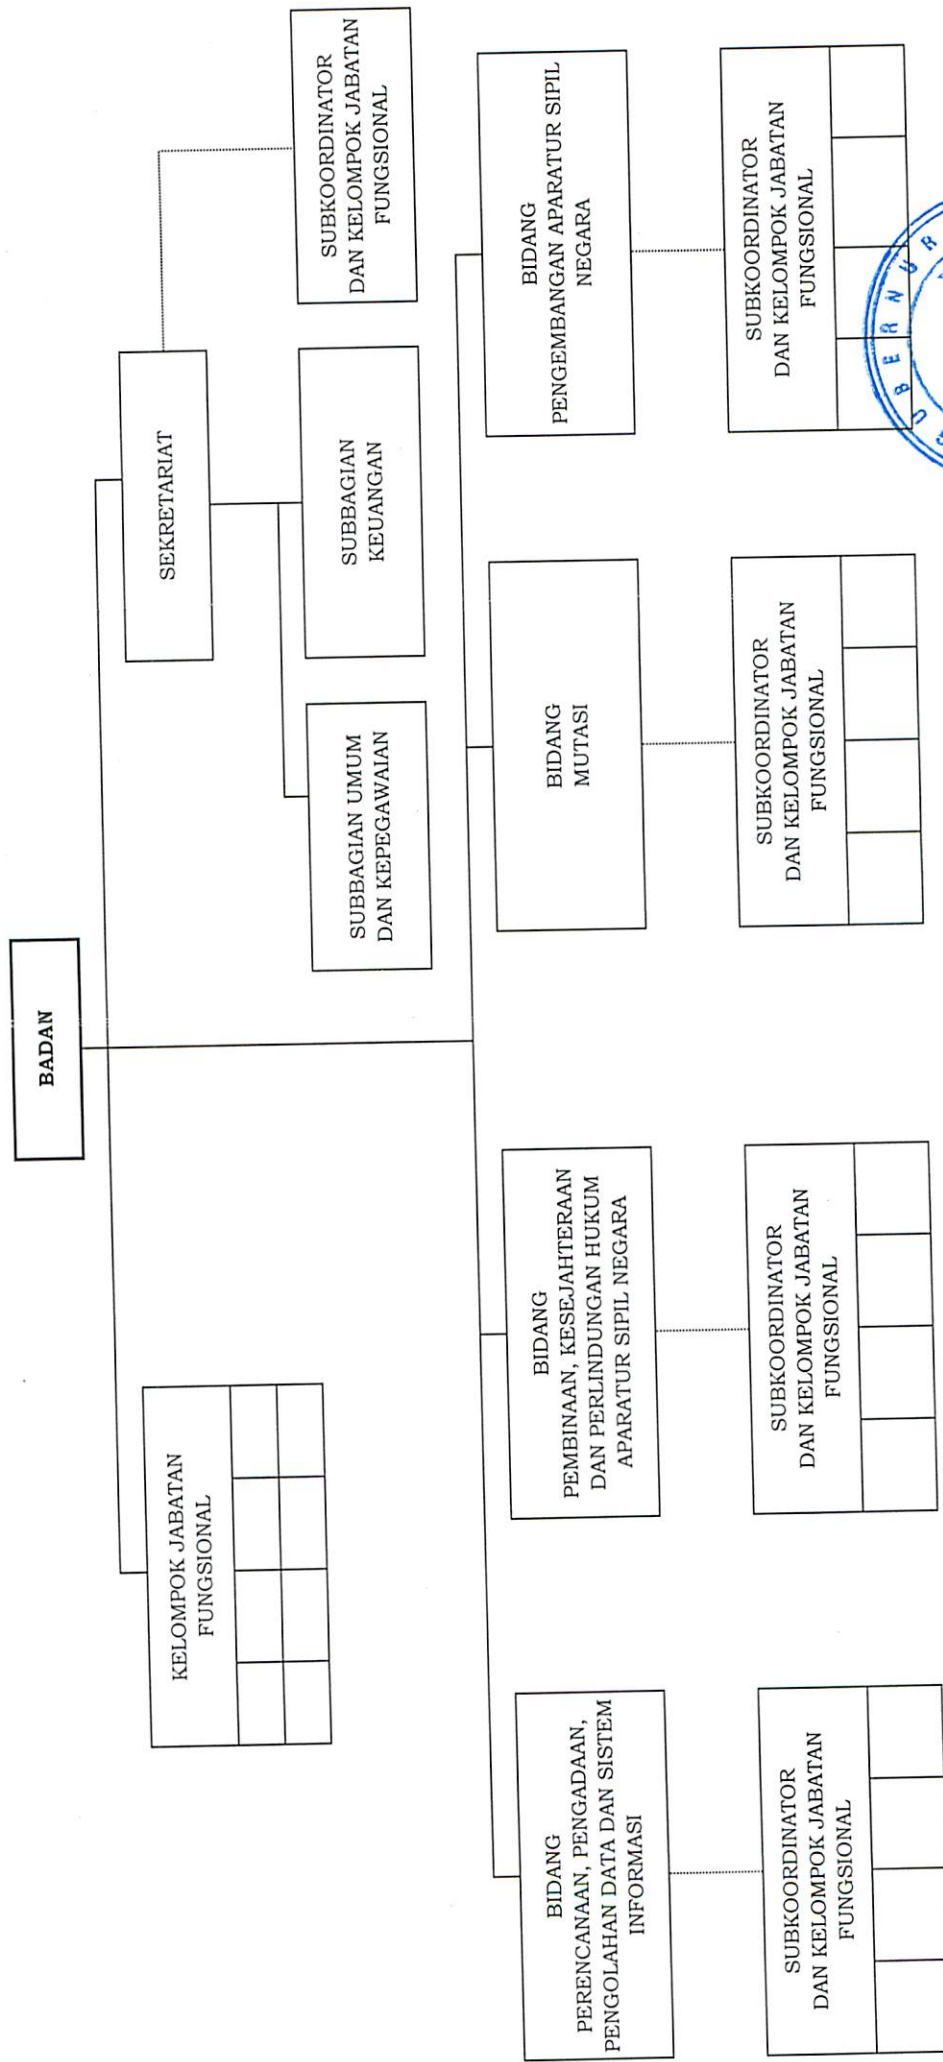 BADAN
KELOMPOK JABATAN
FUNGSIONAL
SEKRETARIAT
SUBBAGIAN UMUM
DAN KEPEGAWAIAN
SUBBAGIAN
KEUANGAN
SUBKOORDINATOR
DAN KELOMPOK JABATAN
FUNGSIONAL
BIDANG
PERENCANAAN, PENGADAAN,
PENGOLAHAN DATA DAN SISTEM
INFORMASI
BIDANG
PEMBINAAN, KESEJAHTERAAN
DAN PERLINDUNGAN HUKUM
APARATUR SIPIL NEGARA
BIDANG
MUTASI
BIDANG
PENGEMBANGAN APARATUR SIPIL
NEGARA
SUBKOORDINATOR
DAN KELOMPOK JABATAN
FUNGSIONAL
SUBKOORDINATOR
DAN KELOMPOK JABATAN
FUNGSIONAL
SUBKOORDINATOR
DAN KELOMPOK JABATAN
FUNGSIONAL
SUBKOORDINATOR
DAN KELOMPOK JABATAN
FUNGSIONAL
UBERNUR